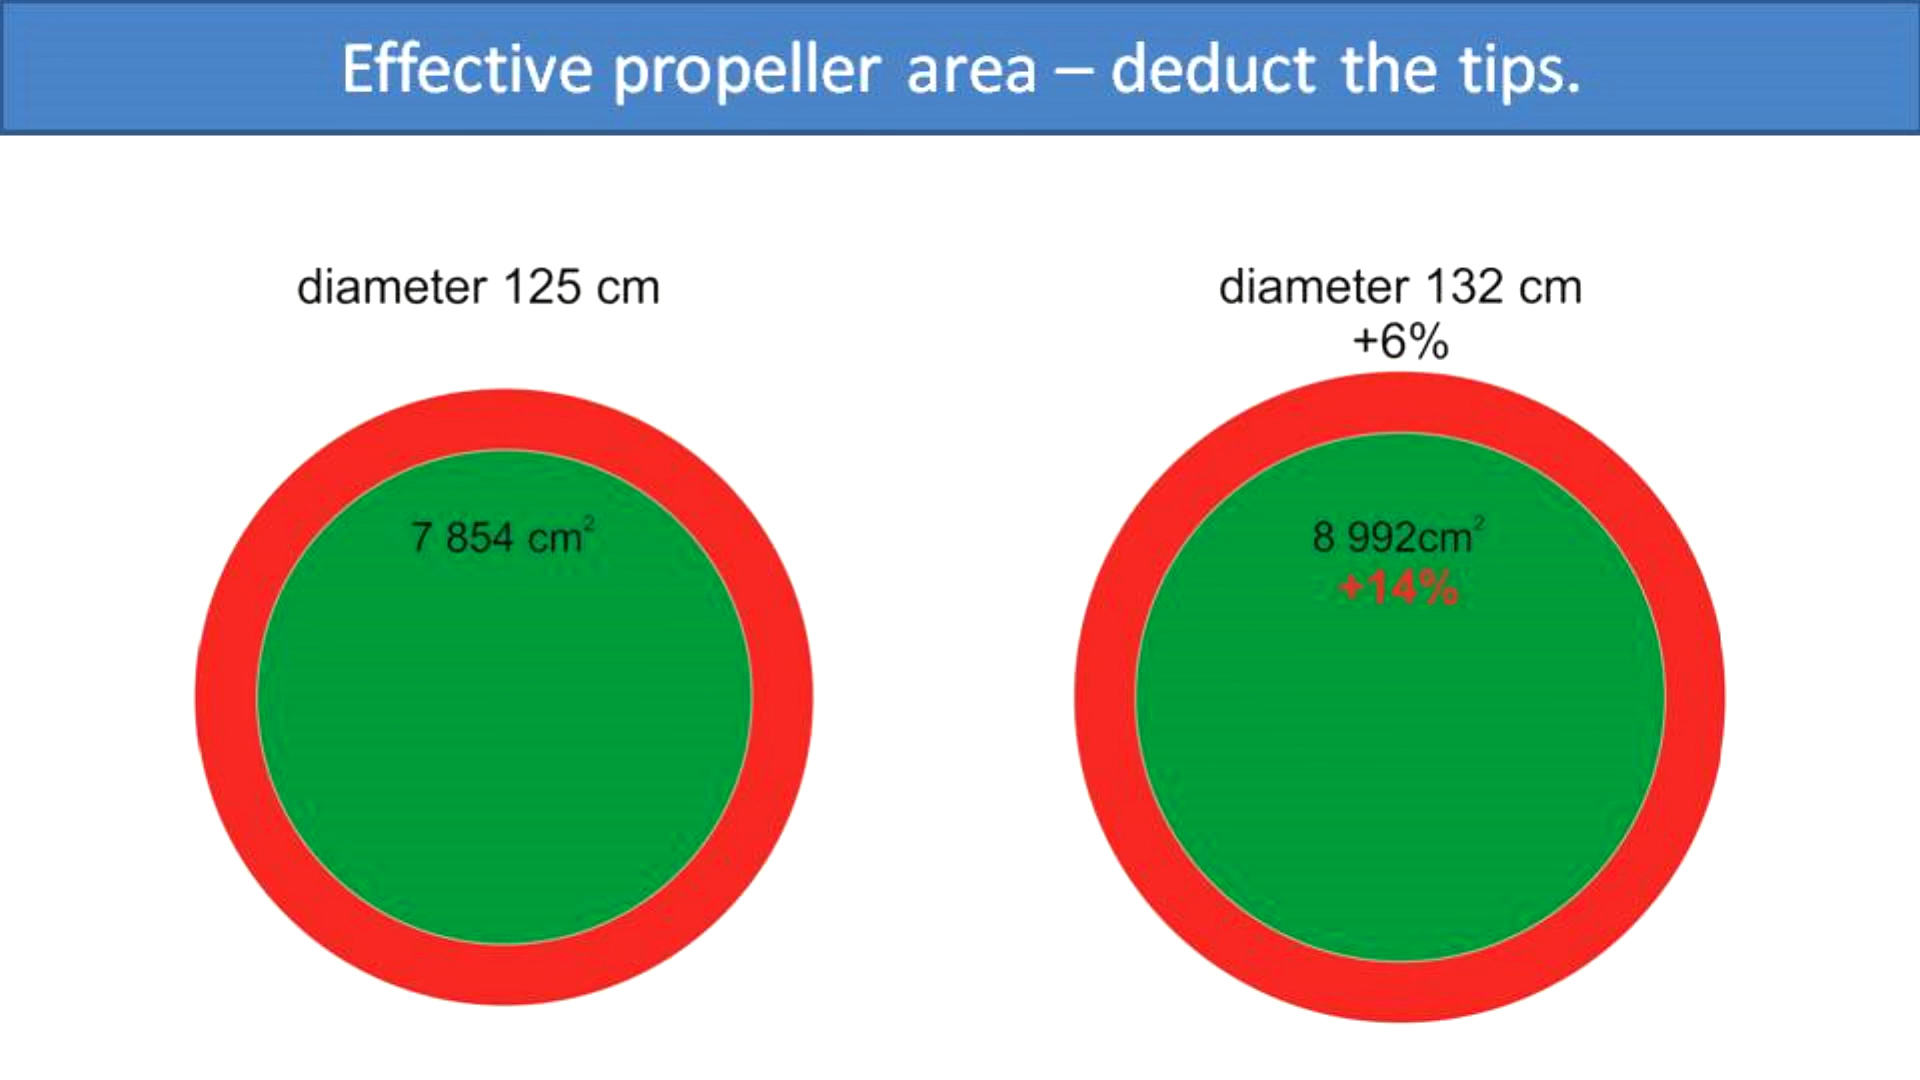 Effective propeller area – deduct the tips.
diameter 125 cm
diameter 132 cm
+6%
7 854 cm²
8 992cm²
+14%